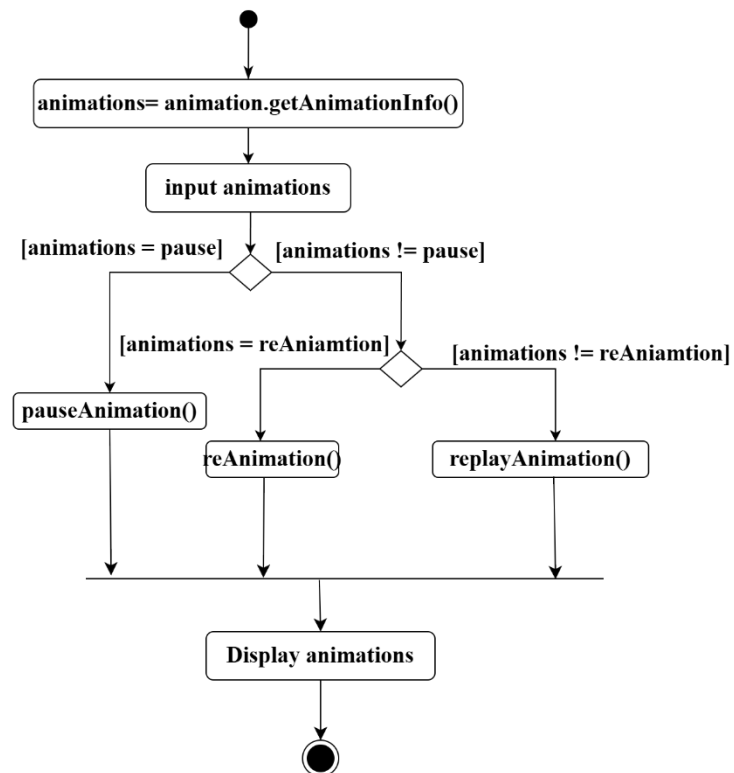 animations= animation.getAnimationInfo()
input animations
[animations = pause]
[animations != pause]
[animations = reAniamtion]
[animations != reAniamtion]
pauseAnimation()
reAnimation()
replayAnimation()
Display animations